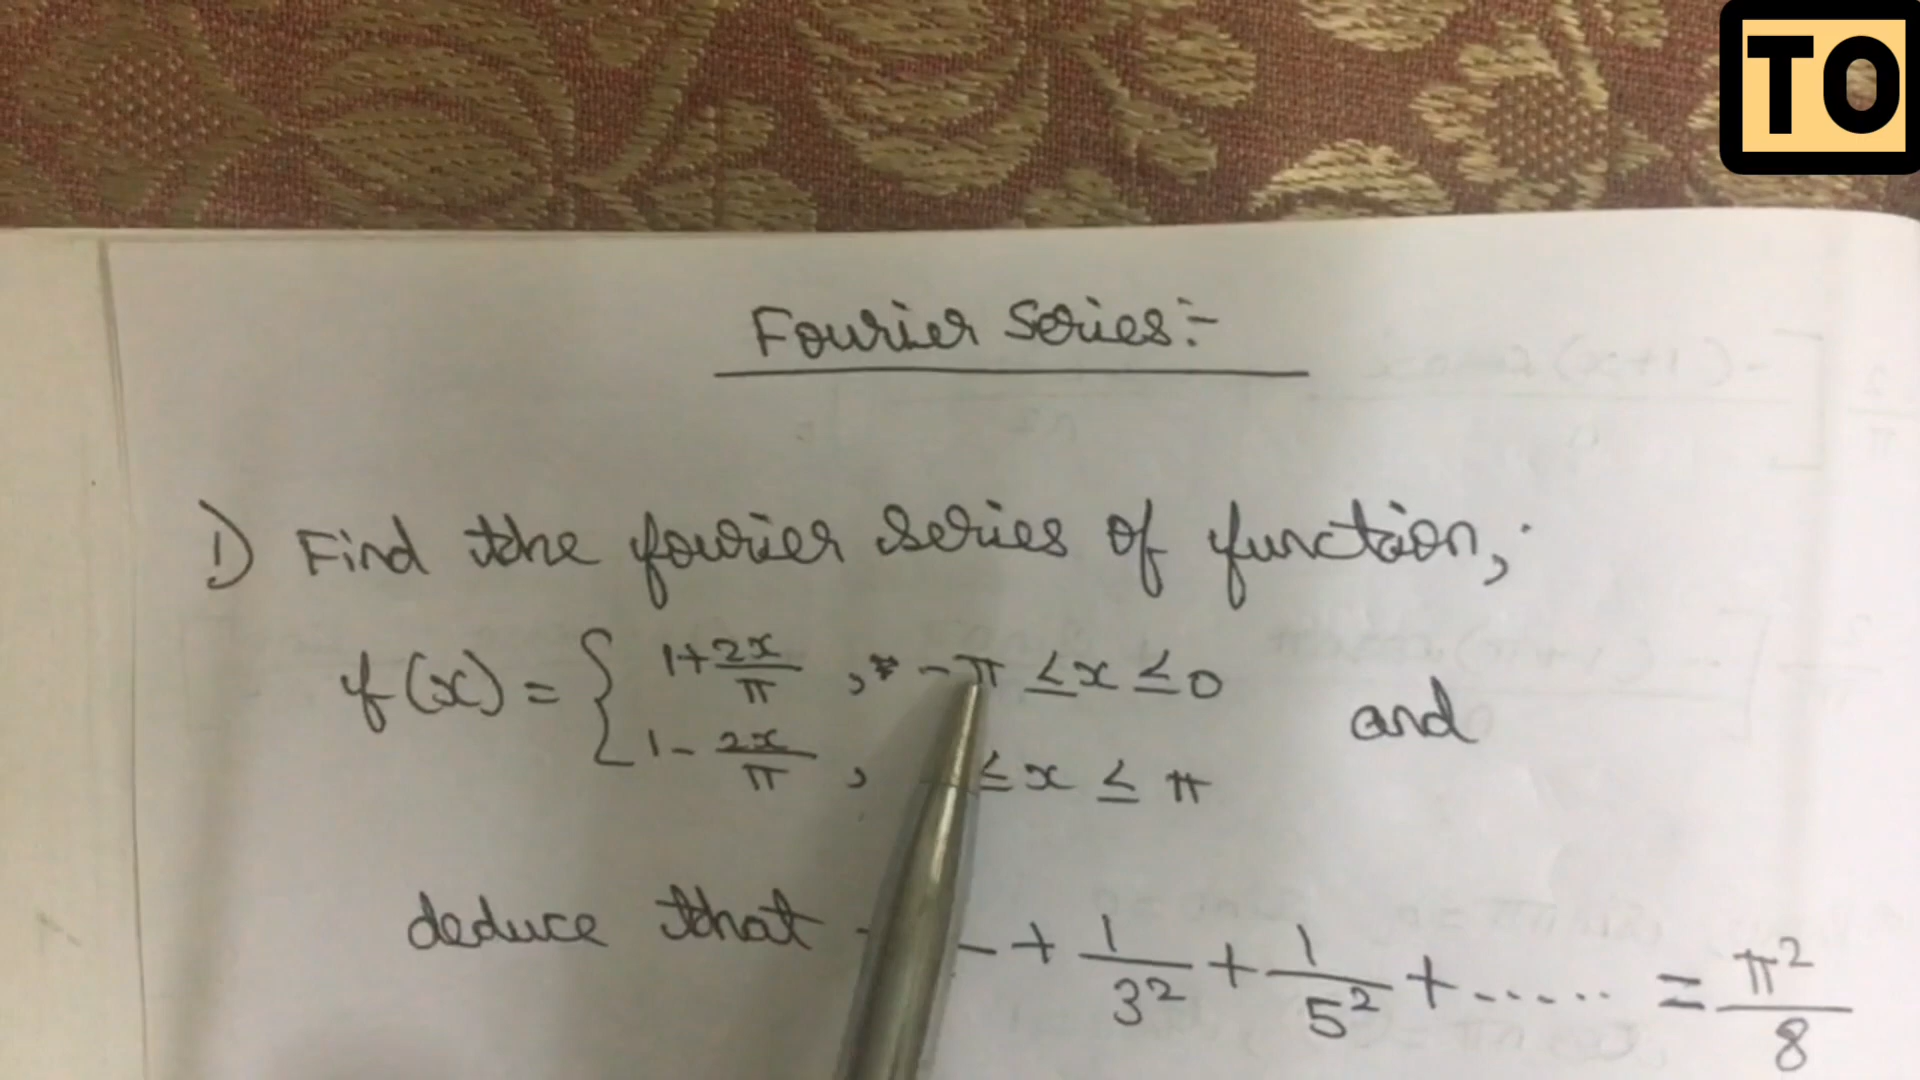 TO
Fourier Series:-
1) Find the fourier series of function,
f(x) = { 1+2x/π , -π ≤ x ≤ 0
1 - 2x/π , ≤ x ≤ π and
deduce that + 1/3² + 1/5² + ...... = π²/8